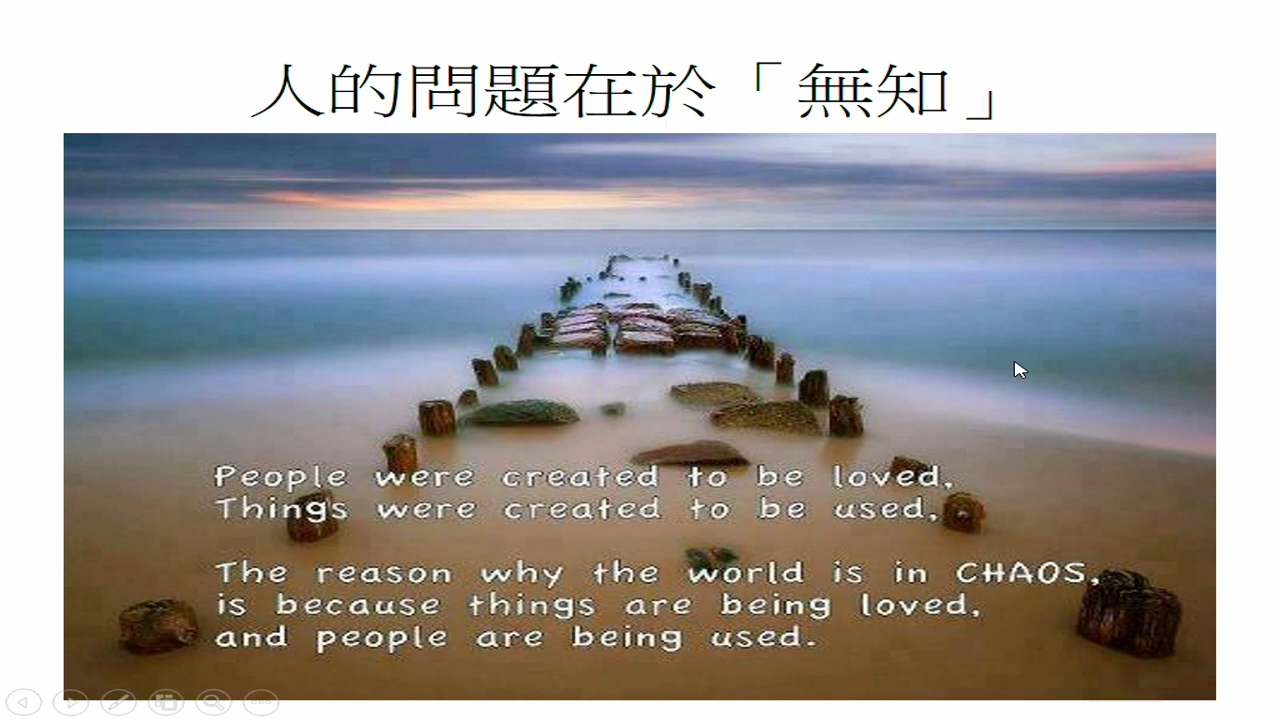 人的問題在於「無知」
People were created to be loved,
Things were created to be used,
The reason why the world is in CHAOS,
is because things are being loved,
and people are being used.